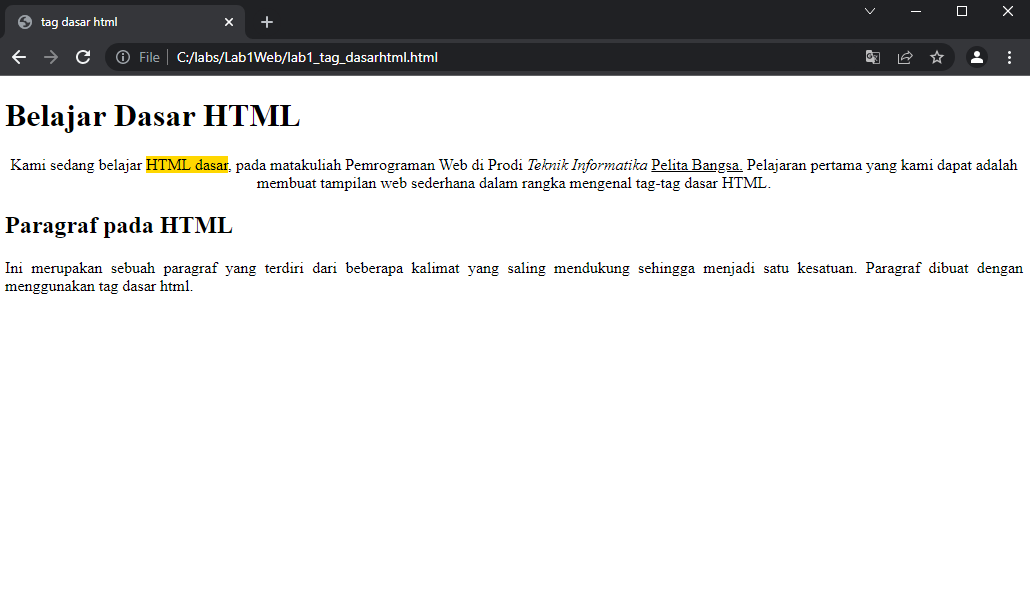 tag dasar html
File
C:/labs/Lab1Web/lab1_tag_dasarhtml.html
Belajar Dasar HTML
Kami sedang belajar HTML dasar, pada matakuliah Pemrograman Web di Prodi Teknik Informatika Pelita Bangsa. Pelajaran pertama yang kami dapat adalah
membuat tampilan web sederhana dalam rangka mengenal tag-tag dasar HTML.
Paragraf pada HTML
Ini merupakan sebuah paragraf yang terdiri dari beberapa kalimat yang saling mendukung sehingga menjadi satu kesatuan. Paragraf dibuat dengan
menggunakan tag dasar html.